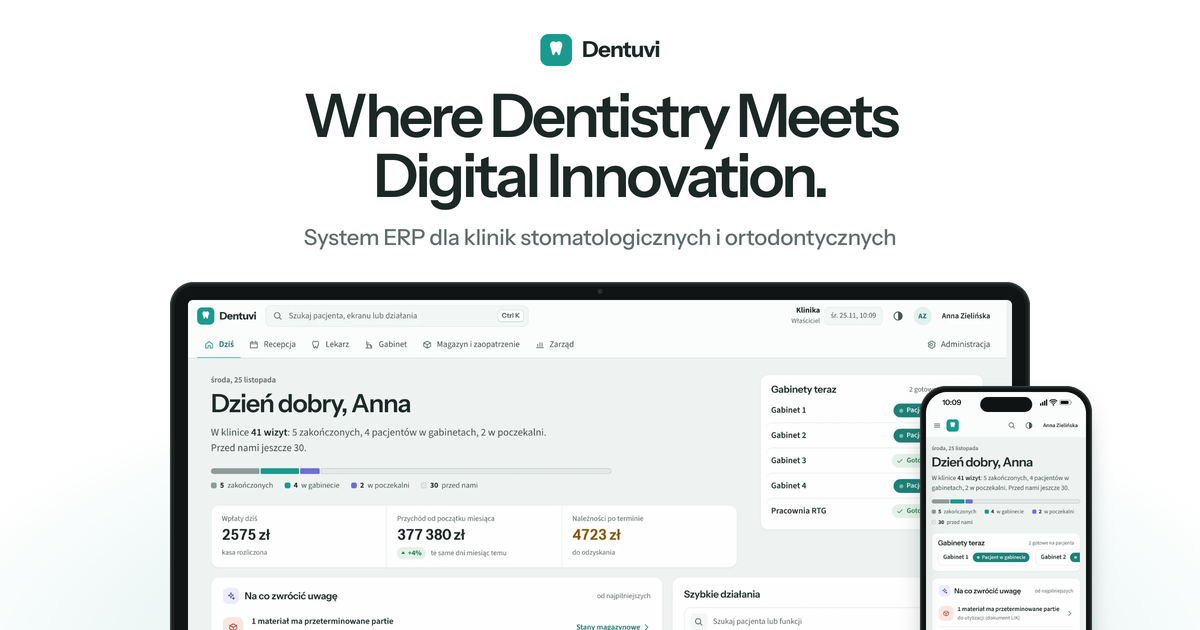 Dentuvi
Where Dentistry Meets
Digital Innovation.
System ERP dla klinik stomatologicznych i ortodontycznych
Dentuvi
Szukaj pacjenta, ekranu lub działania
Ctrl K
Klinika
Właściciel
śr. 25.11, 10:09
AZ
Anna Zielińska
Dziś
Recepcja
Lekarz
Gabinet
Magazyn i zaopatrzenie
Zarząd
Administracja
środa, 25 listopada
Dzień dobry, Anna
W klinice 41 wizyt: 5 zakończonych, 4 pacjentów w gabinetach, 2 w poczekalni.
Przed nami jeszcze 30.
5 zakończonych
4 w gabinecie
2 w poczekalni
30 przed nami
Wpłaty dziś
2575 zł
kasa rozliczona
Przychód od początku miesiąca
377 380 zł
+4% te same dni miesiąc temu
Należności po terminie
4723 zł
do odzyskania
Na co zwrócić uwagę
od najpilniejszych
1 materiał ma przeterminowane partie
Stany magazynowe
Gabinety teraz
2 gotow
Gabinet 1
Pacj
Gabinet 2
Pacj
Gabinet 3
Goto
Gabinet 4
Pacj
Pracownia RTG
Goto
Szybkie działania
Szukaj pacjenta lub funkcji
10:09
Anna Zielińska
środa, 25 listopada
Dzień dobry, Anna
W klinice 41 wizyt: 5 zakończonych, 4 pacjentów w
gabinetach, 2 w poczekalni. Przed nami jeszcze 30.
5 zakończonych
4 w gabinecie
2 w poczekalni
30 przed nami
Gabinety teraz
2 gotowe na pacjenta
Gabinet 1
Pacjent w gabinecie
Gabinet 2
Na co zwrócić uwagę
od najpilniejszych
1 materiał ma przeterminowane partie
do utylizacji (dokument LIK)